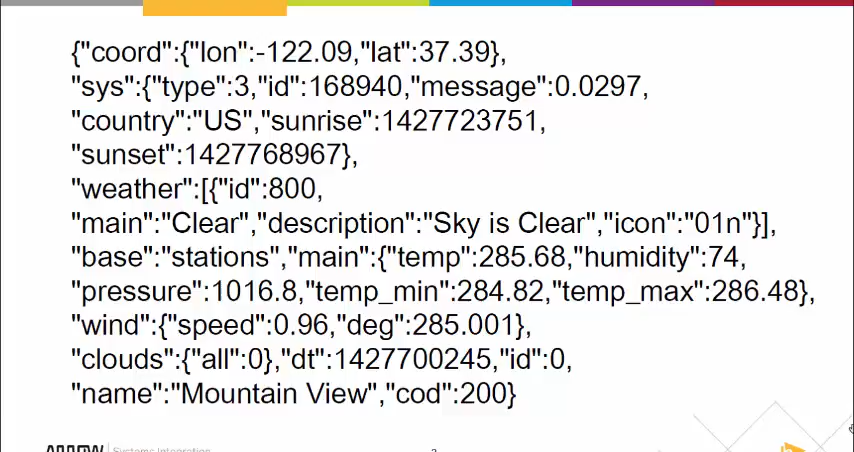 {"coord":{"lon":-122.09,"lat":37.39},
"sys":{"type":3,"id":168940,"message":0.0297,
"country":"US","sunrise":1427723751,
"sunset":1427768967},
"weather":[{"id":800,
"main":"Clear","description":"Sky is Clear","icon":"01n"}],
"base":"stations","main":{"temp":285.68,"humidity":74,
"pressure":1016.8,"temp_min":284.82,"temp_max":286.48},
"wind":{"speed":0.96,"deg":285.001},
"clouds":{"all":0},"dt":1427700245,"id":0,
"name":"Mountain View","cod":200}
ARROW Systems Integration